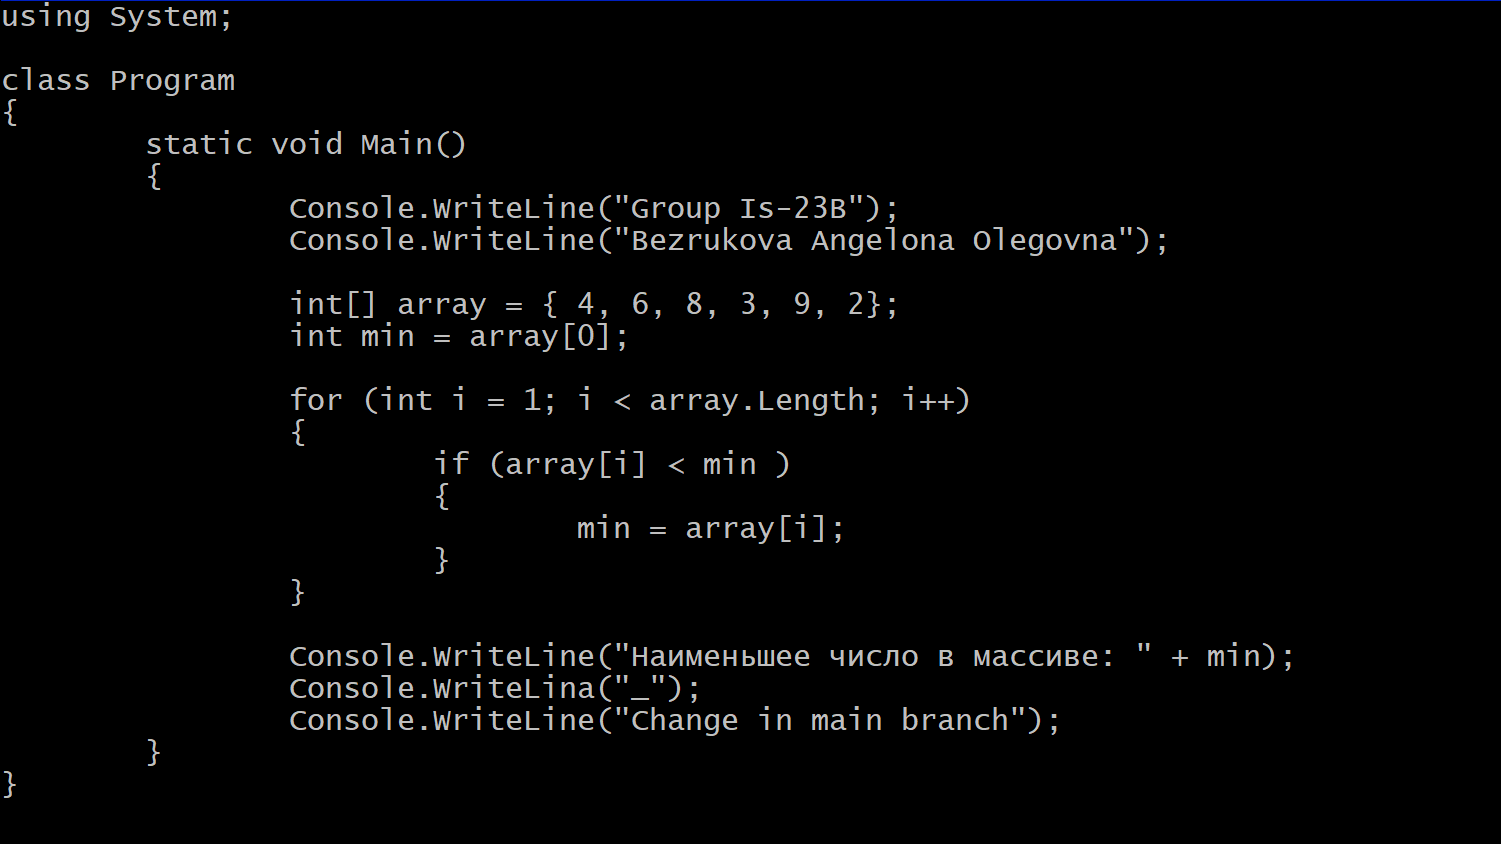 using System;
class Program
{
static void Main()
{
Console.WriteLine("Group Is-23B");
Console.WriteLine("Bezrukova Angelona Olegovna");
int[] array = { 4, 6, 8, 3, 9, 2};
int min = array[0];
for (int i = 1; i < array.Length; i++)
{
if (array[i] < min )
{
min = array[i];
}
}
Console.WriteLine("Наименьшее число в массиве: " + min);
Console.WriteLina("_");
Console.WriteLine("Change in main branch");
}
}